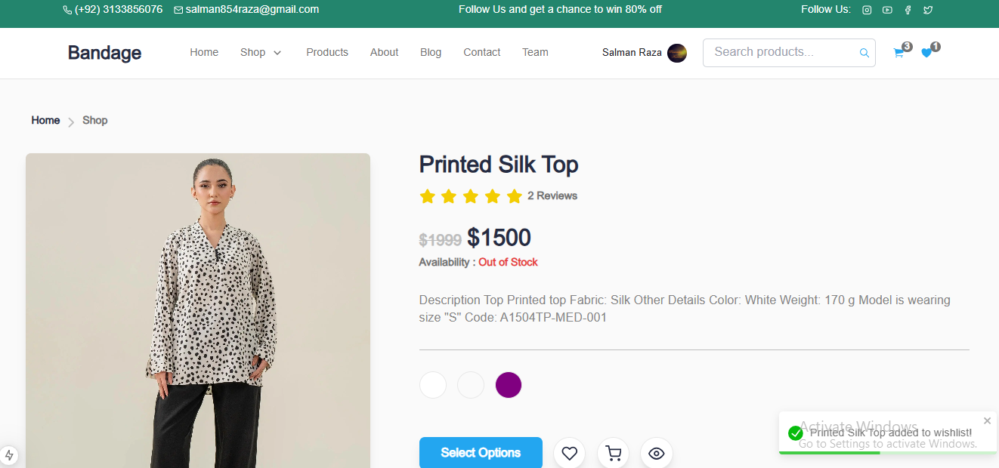 (+92) 3133856076 salman854raza@gmail.com Follow Us and get a chance to win 80% off Follow Us:
Bandage Home Shop Products About Blog Contact Team Salman Raza Search products... 3 1
Home Shop
Printed Silk Top
2 Reviews
$1999 $1500
Availability : Out of Stock
Description Top Printed top Fabric: Silk Other Details Color: White Weight: 170 g Model is wearing
size "S" Code: A1504TP-MED-001
Select Options
Activate Windows
Printed Silk Top added to wishlist!
Go to Settings to activate Windows.